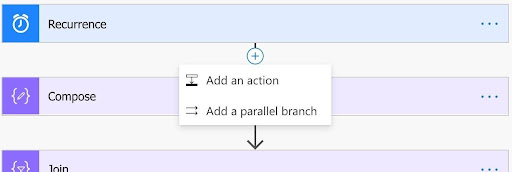 Recurrence
Add an action
Compose
Add a parallel branch
Join